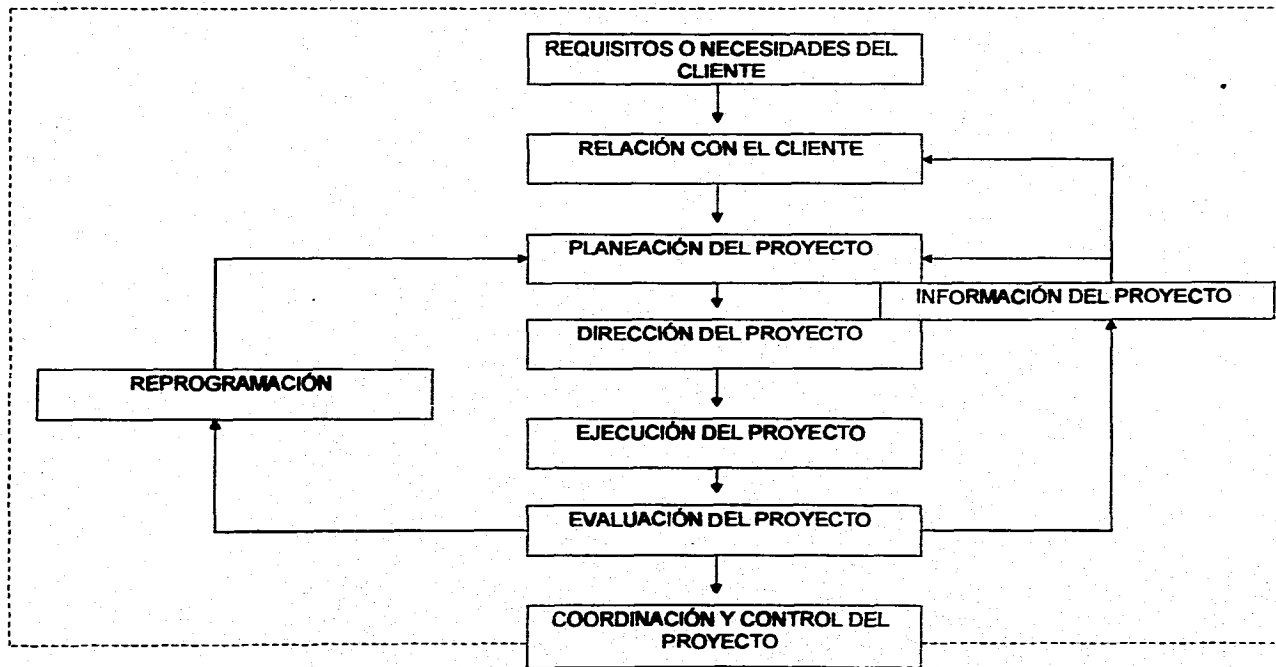 REQUISITOS O NECESIDADES DEL
CLIENTE
RELACIÓN CON EL CLIENTE
PLANEACIÓN DEL PROYECTO
INFORMACIÓN DEL PROYECTO
DIRECCIÓN DEL PROYECTO
REPROGRAMACIÓN
EJECUCIÓN DEL PROYECTO
EVALUACIÓN DEL PROYECTO
COORDINACIÓN Y CONTROL DEL
PROYECTO